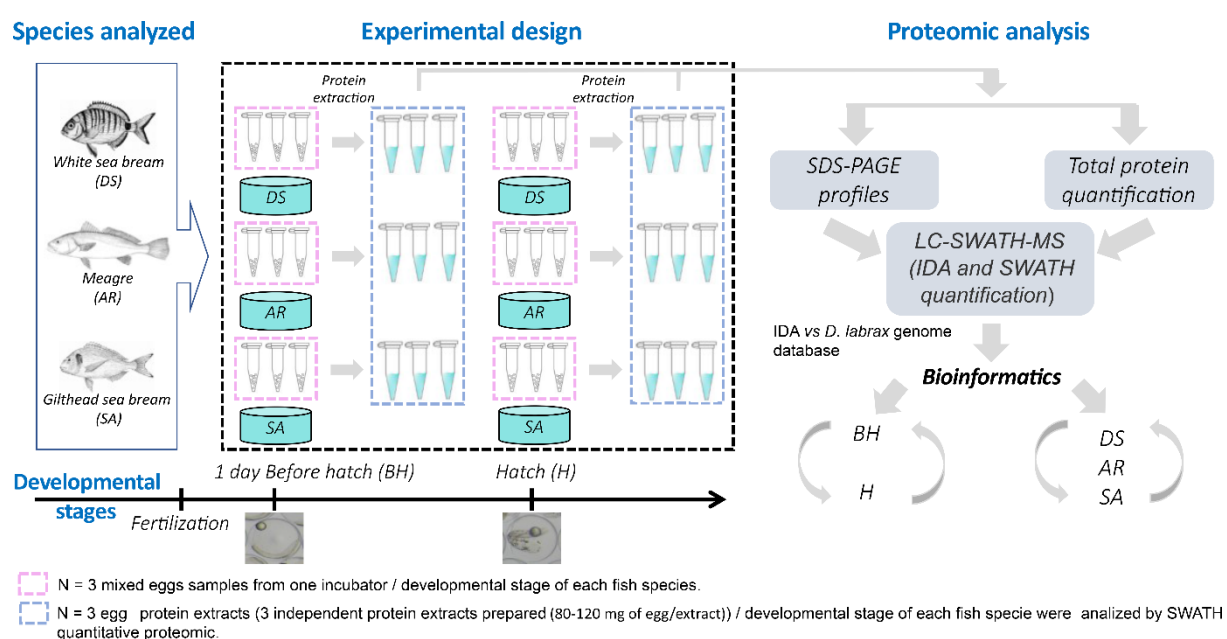 Species analyzed
Experimental design
Proteomic analysis
White sea bream
(DS)
Meagre
(AR)
Gilthead sea bream
(SA)
Protein
extraction
Protein
extraction
DS
DS
AR
AR
SA
SA
SDS-PAGE
profiles
Total protein
quantification
LC-SWATH-MS
(IDA and SWATH
quantification)
IDA vs D. labrax genome
database
Bioinformatics
BH
H
DS
AR
SA
Developmental
stages
Fertilization
1 day Before hatch (BH)
Hatch (H)
N = 3 mixed eggs samples from one incubator / developmental stage of each fish species.
N = 3 egg protein extracts (3 independent protein extracts prepared (80-120 mg of egg/extract)) / developmental stage of each fish specie were analized by SWATH
quantitative proteomic.